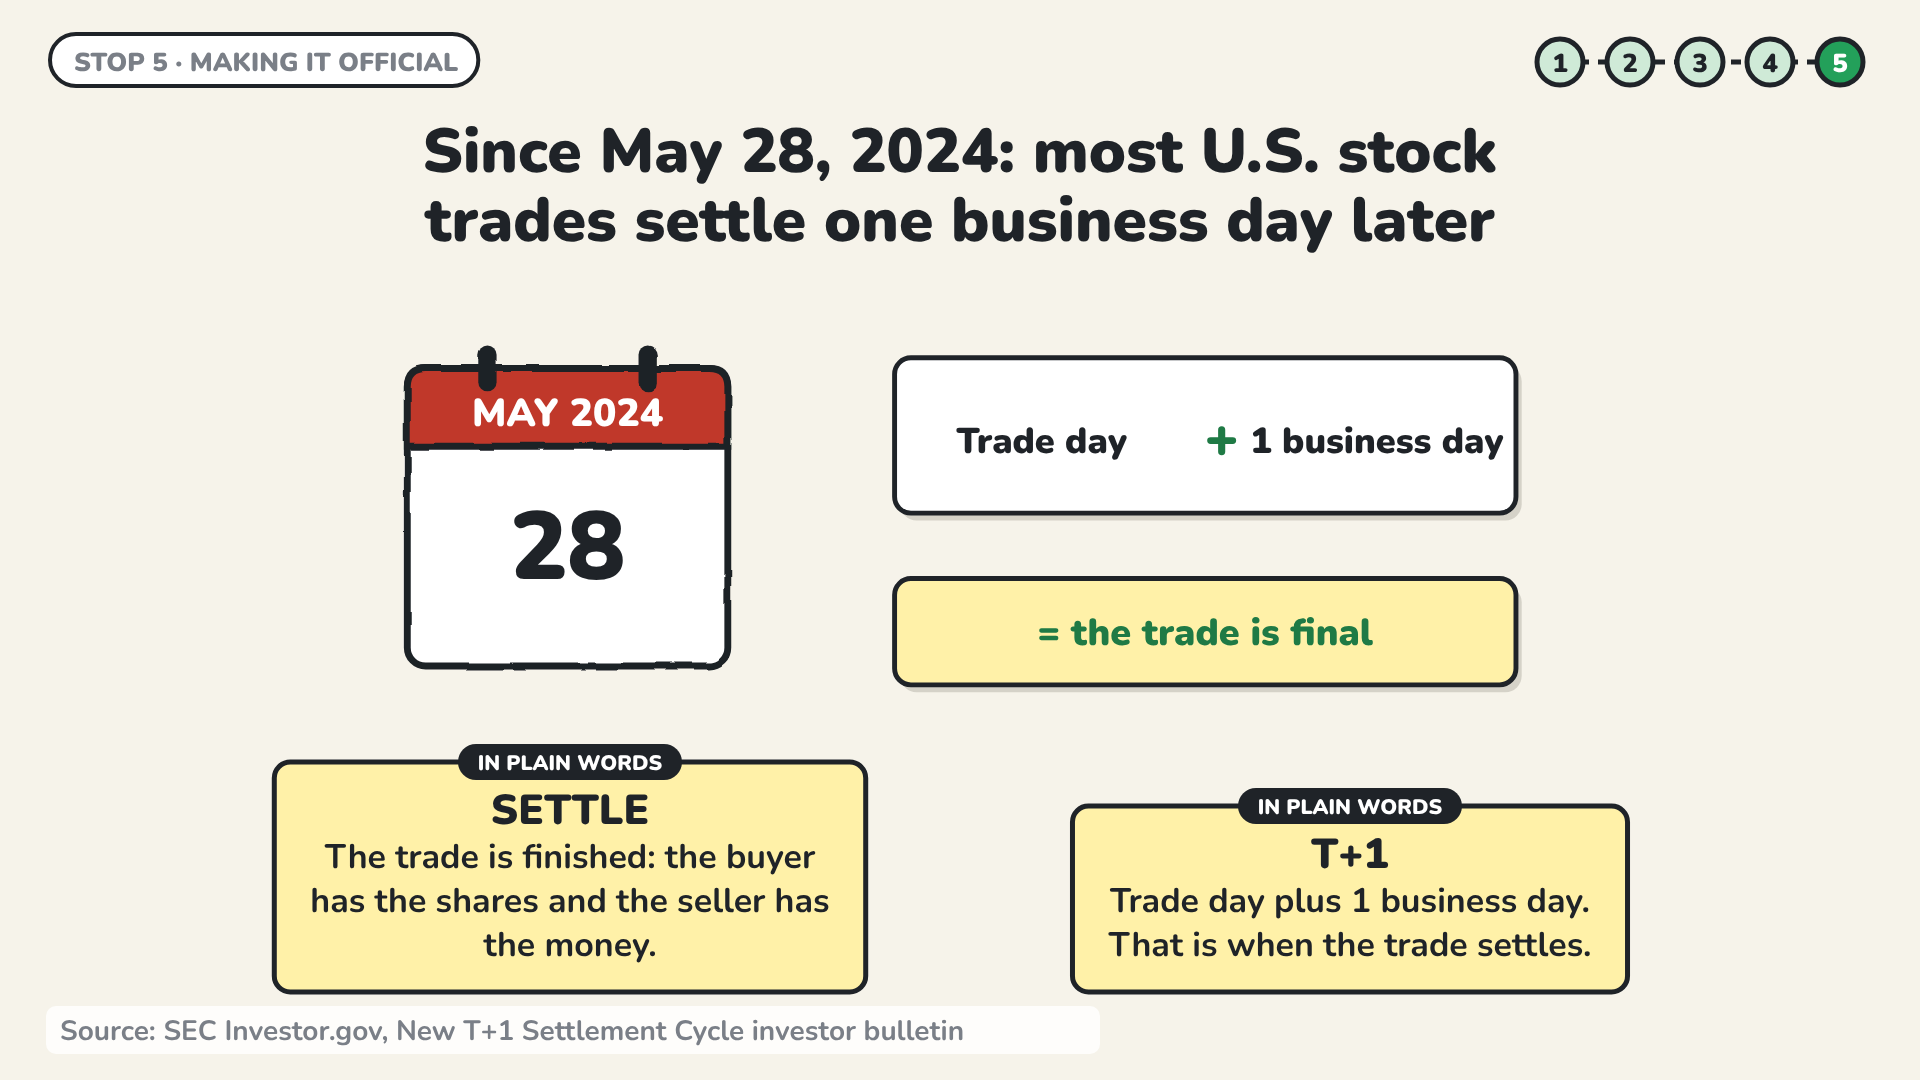 STOP 5 · MAKING IT OFFICIAL
1 2 3 4 5
Since May 28, 2024: most U.S. stock
trades settle one business day later
MAY 2024
28
Trade day + 1 business day
= the trade is final
IN PLAIN WORDS
SETTLE
The trade is finished: the buyer
has the shares and the seller has
the money.
IN PLAIN WORDS
T+1
Trade day plus 1 business day.
That is when the trade settles.
Source: SEC Investor.gov, New T+1 Settlement Cycle investor bulletin